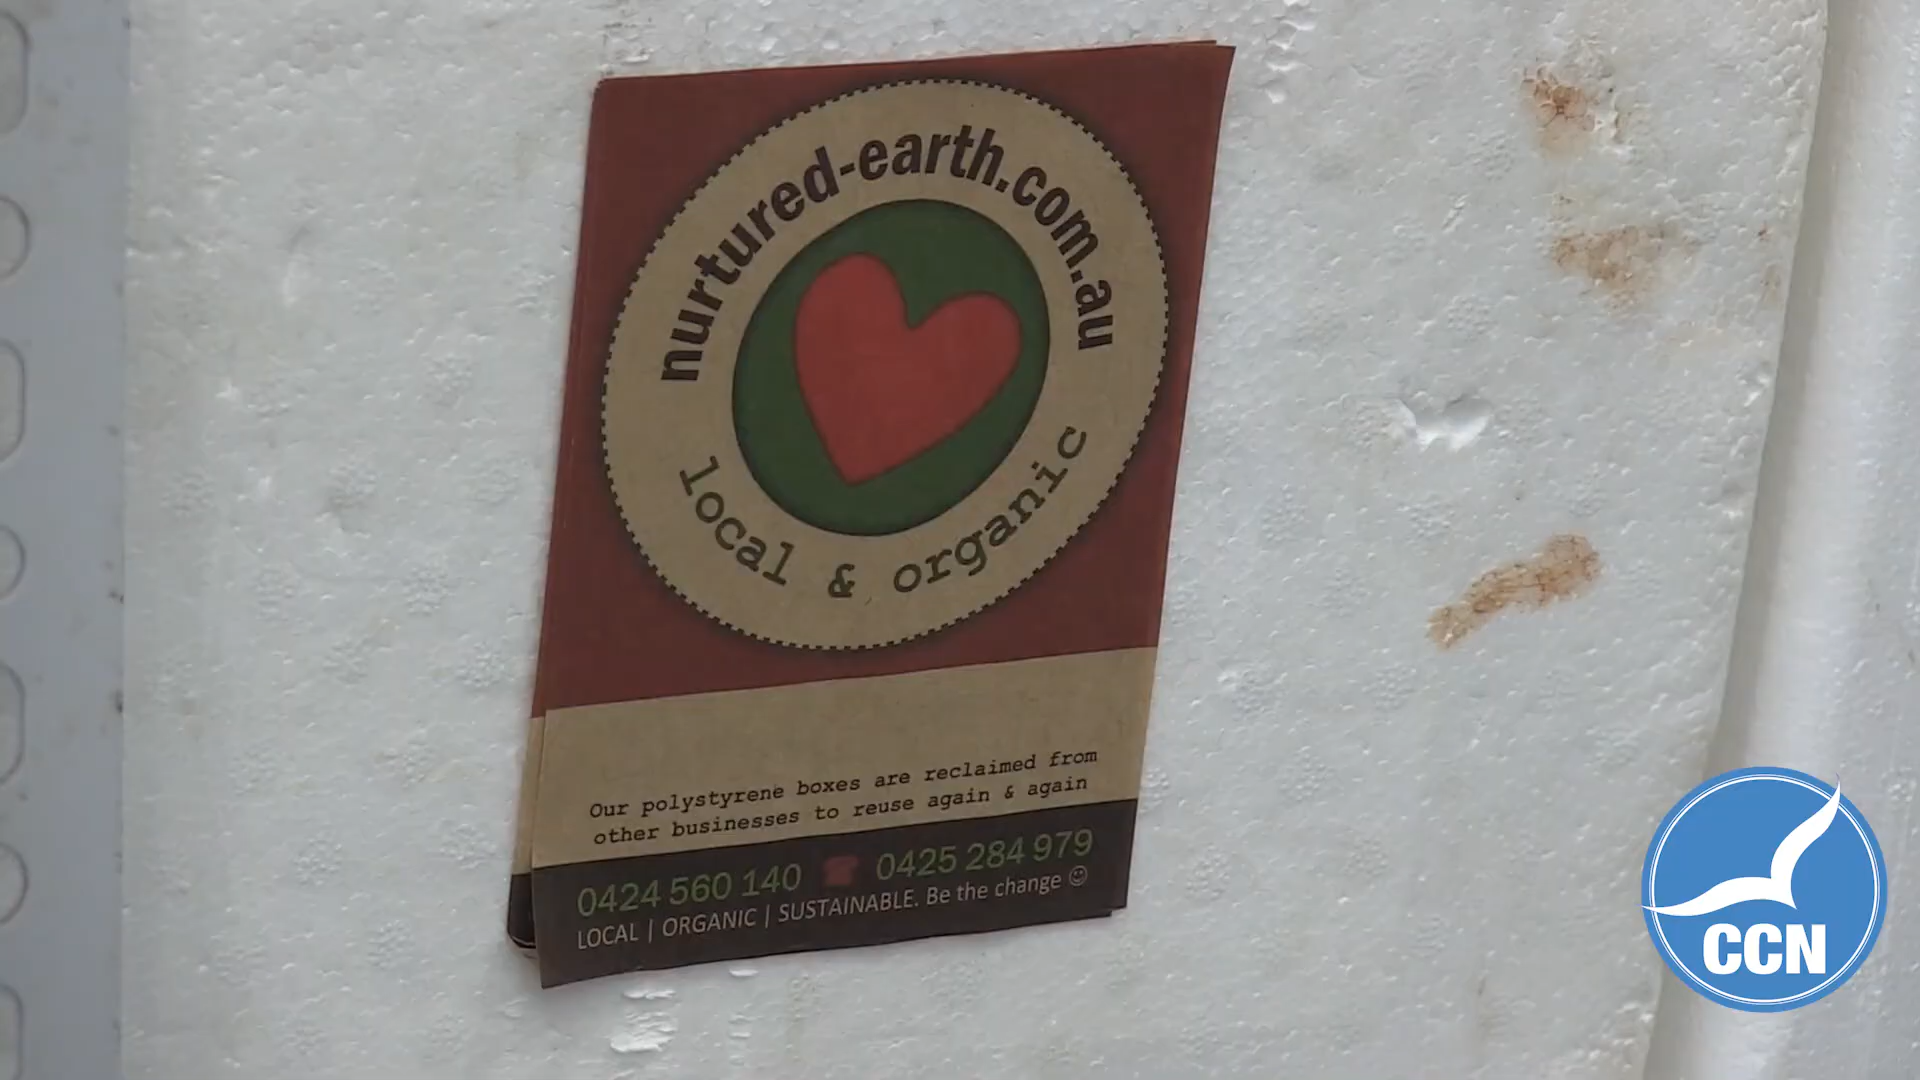 nurtured-earth.com.au
local & organic
Our polystyrene boxes are reclaimed from
other businesses to reuse again & again
0424 560 140 0425 284 979
LOCAL | ORGANIC | SUSTAINABLE. Be the change ☺
CCN